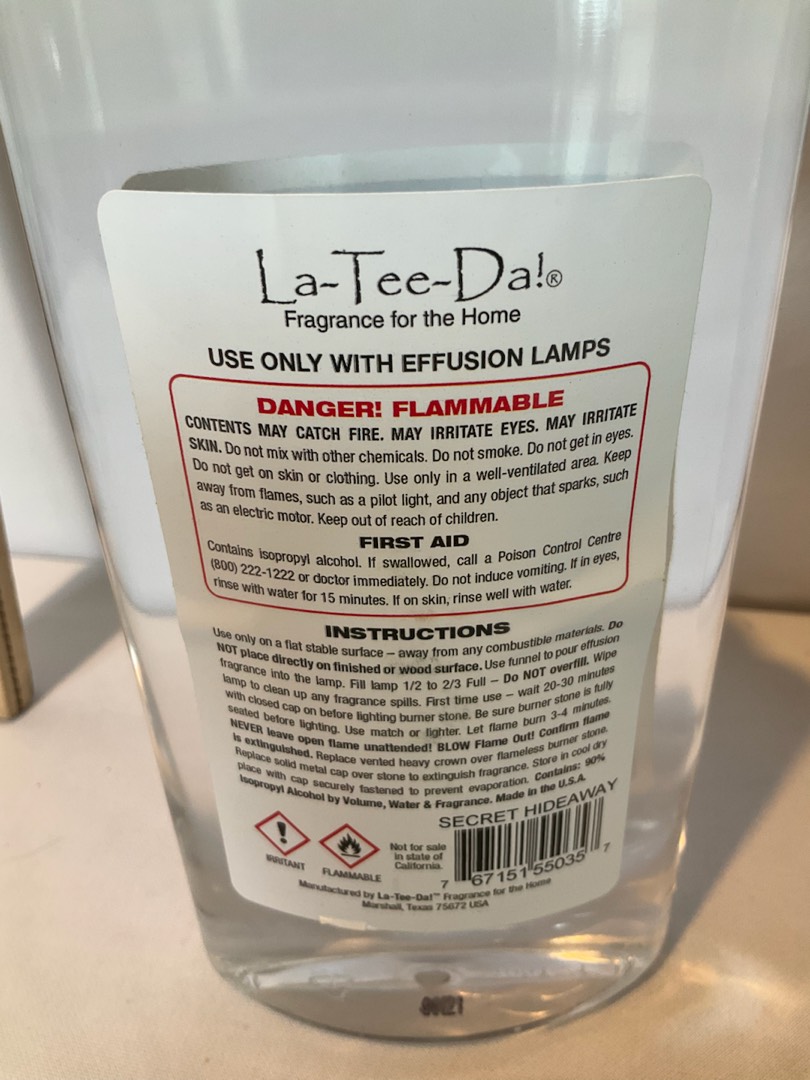 La-Tee-Da!®
Fragrance for the Home
USE ONLY WITH EFFUSION LAMPS
DANGER! FLAMMABLE
CONTENTS MAY CATCH FIRE. MAY IRRITATE EYES. MAY IRRITATE
SKIN. Do not mix with other chemicals. Do not smoke. Do not get in eyes.
Do not get on skin or clothing. Use only in a well-ventilated area. Keep
away from flames, such as a pilot light, and any object that sparks, such
as an electric motor. Keep out of reach of children.
FIRST AID
Contains isopropyl alcohol. If swallowed, call a Poison Control Centre
(800) 222-1222 or doctor immediately. Do not induce vomiting. If in eyes,
rinse with water for 15 minutes. If on skin, rinse well with water.
INSTRUCTIONS
Use only on a flat stable surface – away from any combustible materials. Do
NOT place directly on finished or wood surface. Use funnel to pour effusion
fragrance into the lamp. Fill lamp 1/2 to 2/3 Full – Do NOT overfill. Wipe
lamp to clean up any fragrance spills. First time use – wait 20-30 minutes
with closed cap on before lighting burner stone. Be sure burner stone is fully
seated before lighting. Use match or lighter. Let flame burn 3-4 minutes.
NEVER leave open flame unattended! BLOW Flame Out! Confirm flame
is extinguished. Replace vented heavy crown over flameless burner stone.
Replace solid metal cap over stone to extinguish fragrance. Store in cool dry
place with cap securely fastened to prevent evaporation. Contains: 90%
Isopropyl Alcohol by Volume, Water & Fragrance. Made in the U.S.A.
SECRET HIDEAWAY
IRRITANT
FLAMMABLE
Not for sale
in state of
California.
7 67151 55035 7
Manufactured by La-Tee-Da!™ Fragrance for the Home
Marshall, Texas 75672 USA